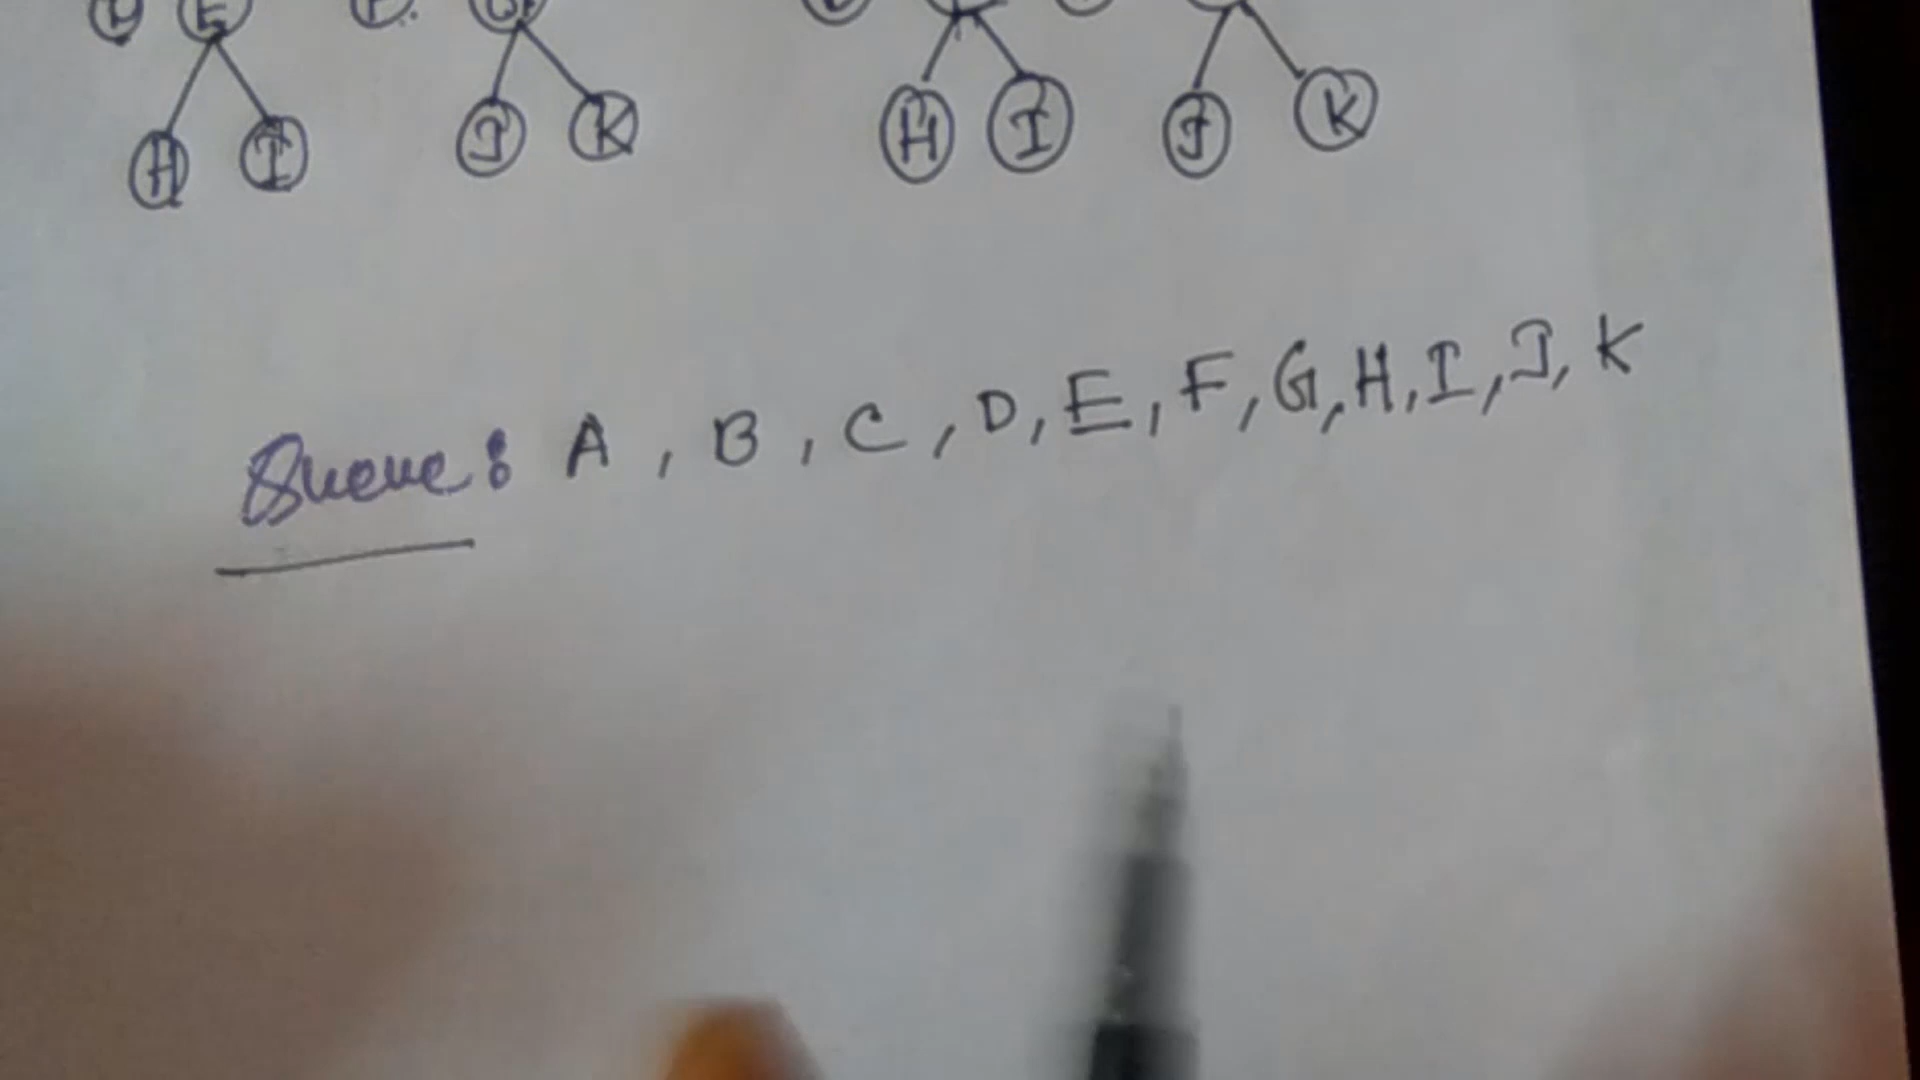 E F G
H I J K H I J K
Queue: A, B, C, D, E, F, G, H, I, J, K